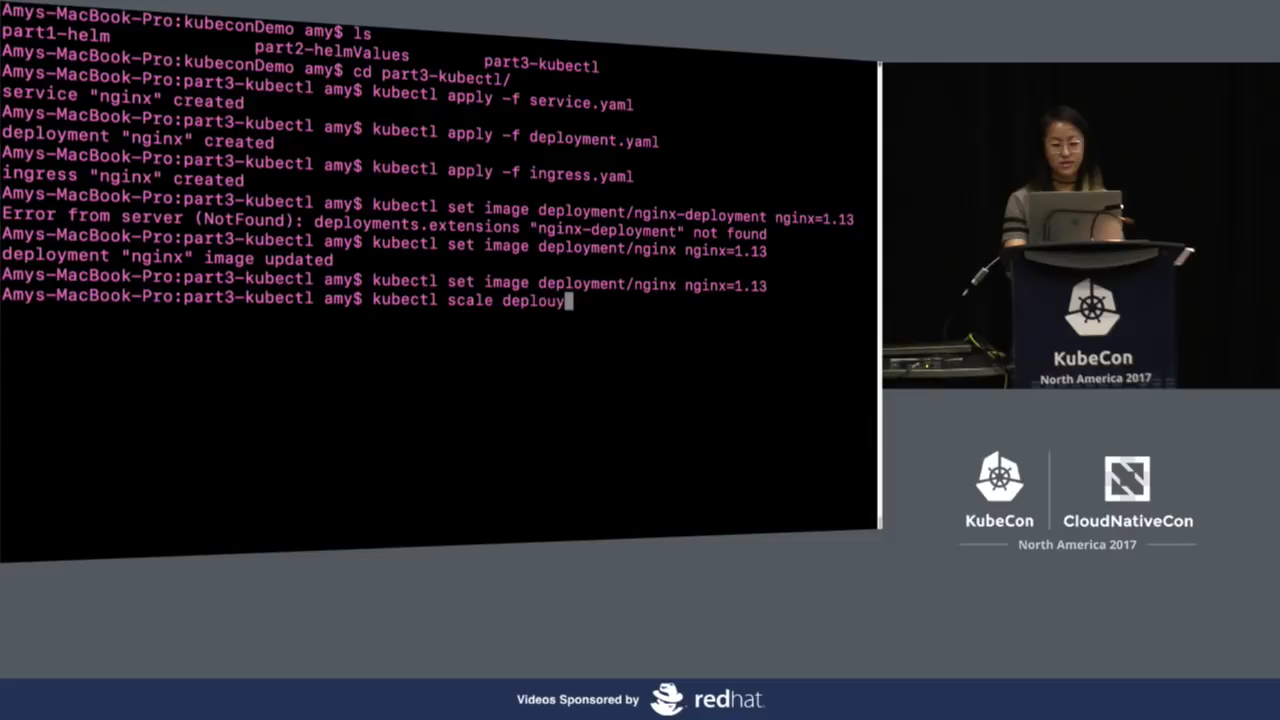 Amys-MacBook-Pro:kubeconDemo amy$ ls
part1-helm part2-helmValues part3-kubectl
Amys-MacBook-Pro:kubeconDemo amy$ cd part3-kubectl/
Amys-MacBook-Pro:part3-kubectl amy$ kubectl apply -f service.yaml
service "nginx" created
Amys-MacBook-Pro:part3-kubectl amy$ kubectl apply -f deployment.yaml
deployment "nginx" created
Amys-MacBook-Pro:part3-kubectl amy$ kubectl apply -f ingress.yaml
ingress "nginx" created
Amys-MacBook-Pro:part3-kubectl amy$ kubectl set image deployment/nginx-deployment nginx=1.13
Error from server (NotFound): deployments.extensions "nginx-deployment" not found
Amys-MacBook-Pro:part3-kubectl amy$ kubectl set image deployment/nginx nginx=1.13
deployment "nginx" image updated
Amys-MacBook-Pro:part3-kubectl amy$ kubectl set image deployment/nginx nginx=1.13
Amys-MacBook-Pro:part3-kubectl amy$ kubectl scale deplouy
KubeCon
North America 2017
KubeCon
CloudNativeCon
North America 2017
Videos Sponsored by redhat.